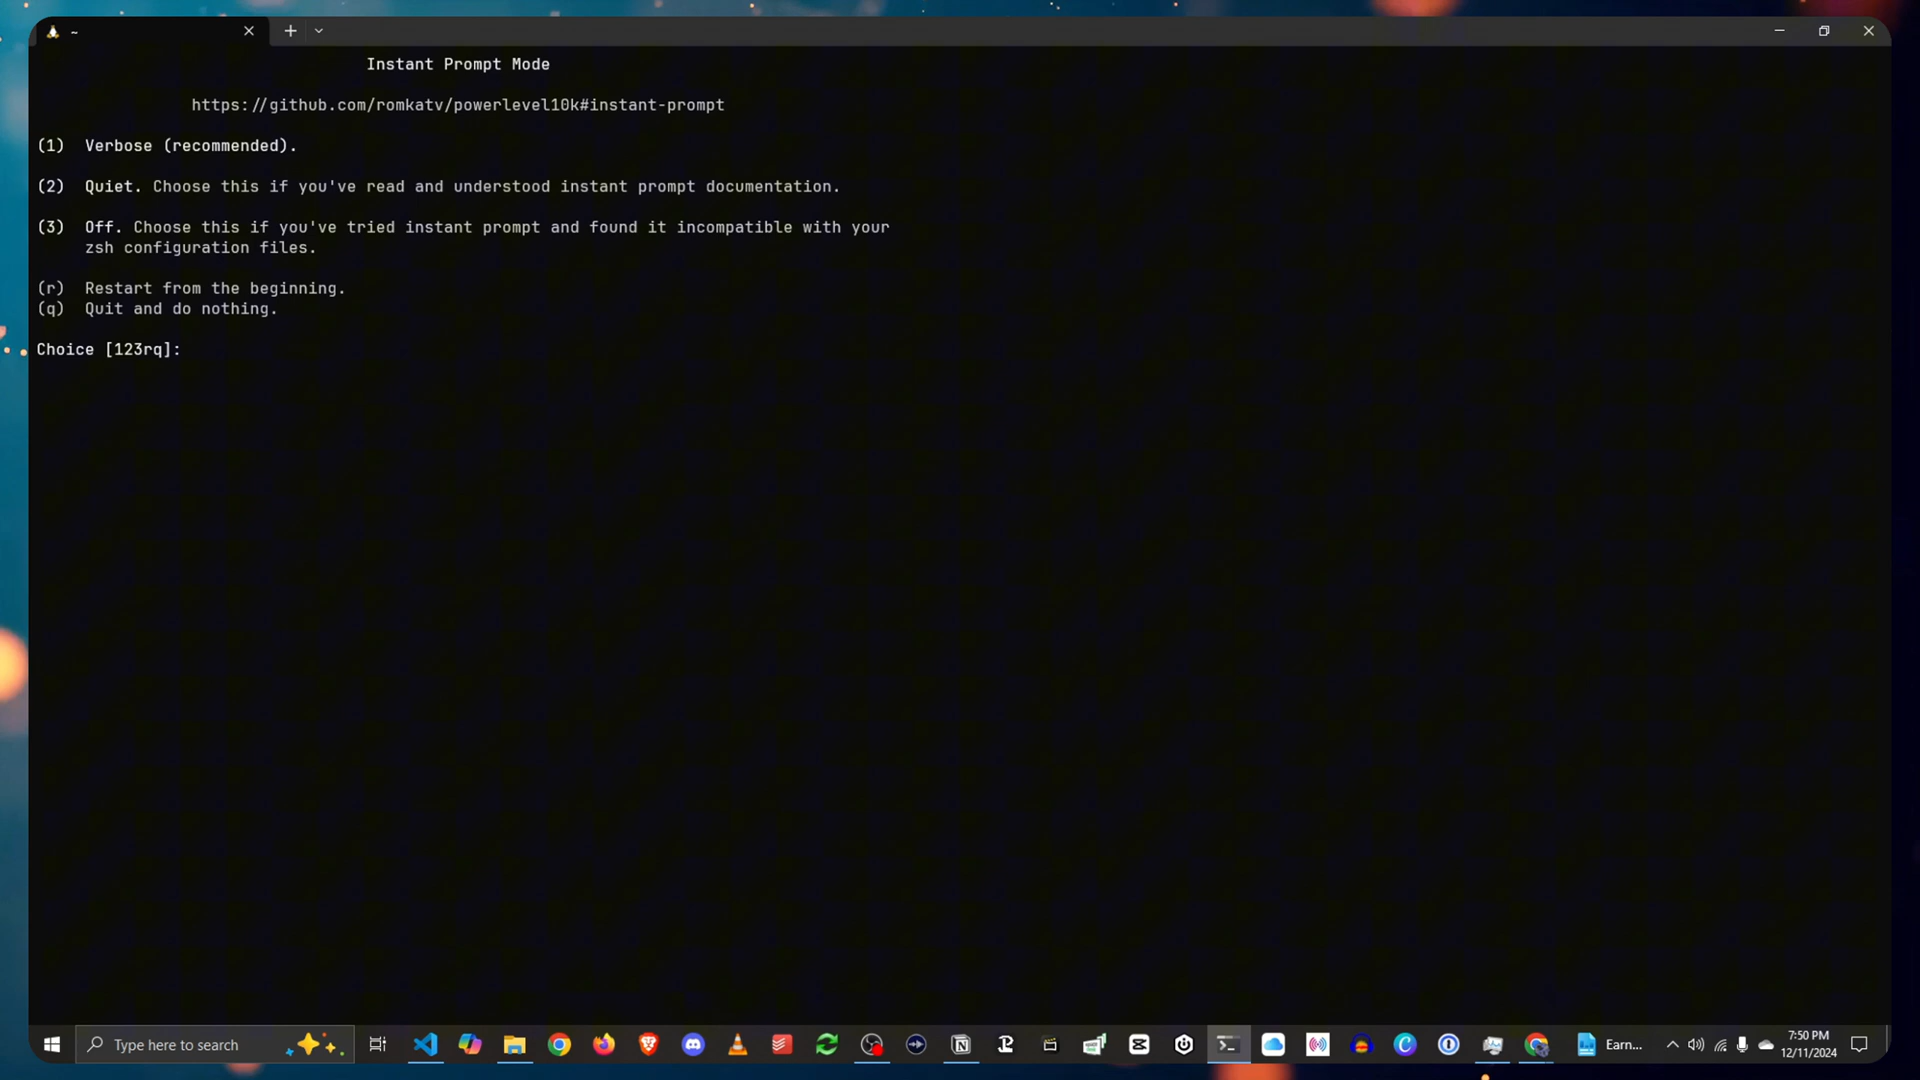 ~
Instant Prompt Mode
https://github.com/romkatv/powerlevel10k#instant-prompt
(1) Verbose (recommended).
(2) Quiet. Choose this if you've read and understood instant prompt documentation.
(3) Off. Choose this if you've tried instant prompt and found it incompatible with your
zsh configuration files.
(r) Restart from the beginning.
(q) Quit and do nothing.
Choice [123rq]:
Type here to search
Earn...
7:50 PM
12/11/2024